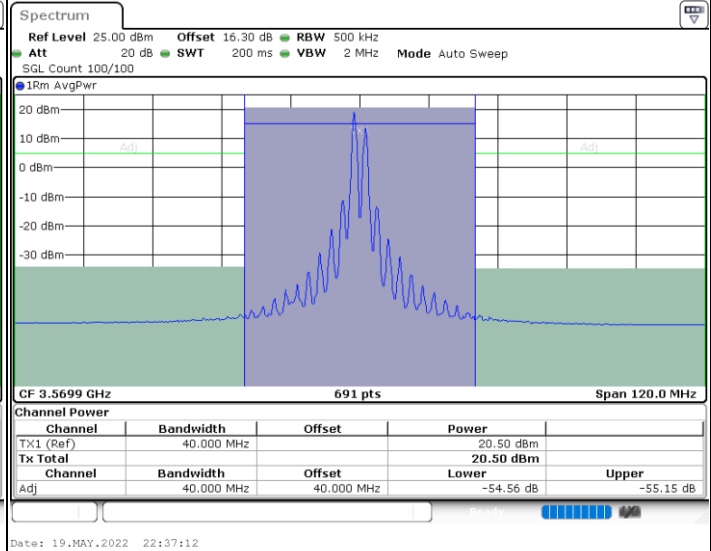 Spectrum
Ref Level 25.00 dBm Offset 16.30 dB RBW 500 kHz
Att 20 dB SWT 200 ms VBW 2 MHz Mode Auto Sweep
SGL Count 100/100
1Rm AvgPwr
20 dBm
10 dBm
Adj Adj
0 dBm
-10 dBm
-20 dBm
-30 dBm
CF 3.5699 GHz 691 pts Span 120.0 MHz
Channel Power
Channel Bandwidth Offset Power
TX1 (Ref) 40.000 MHz 20.50 dBm
Tx Total 20.50 dBm
Channel Bandwidth Offset Lower Upper
Adj 40.000 MHz 40.000 MHz -54.56 dB -55.15 dB
Ready
Date: 19.MAY.2022 22:37:12